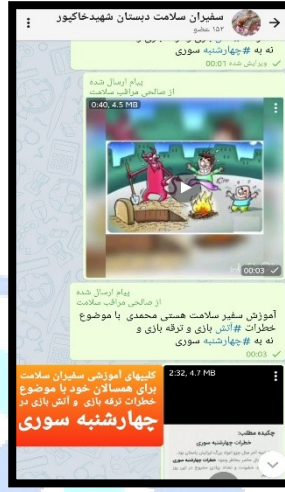 سفیران سلامت دبستان شهیدخاکپور
۱۵۲ عضو
نه به #چهارشنبه سوری
ویرایش شده 00:01
پیام ارسال شده
از صالحی مراقب سلامت
0:40, 4.5 MB
00:03
پیام ارسال شده
از صالحی مراقب سلامت
آموزش سفیر سلامت هستی محمدی با موضوع
خطرات #آتش بازی و ترقه بازی و
نه به #چهارشنبه سوری
00:03
2:32, 4.7 MB
کلیپهای آموزشی سفیران سلامت
برای همسالان خود با موضوع
خطرات ترقه بازی و آتش بازی در
چهارشنبه سوری
چکیده مطلب:
خطرات چهارشنبه سوری